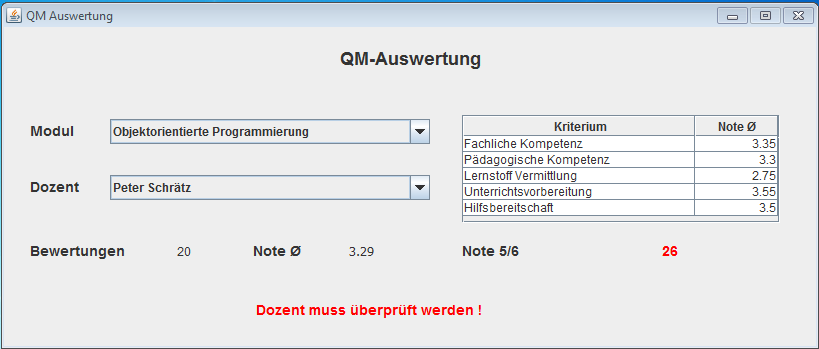 QM Auswertung
QM-Auswertung
Modul Objektorientierte Programmierung
Dozent Peter Schrätz
Kriterium Note Ø
Fachliche Kompetenz 3.35
Pädagogische Kompetenz 3.3
Lernstoff Vermittlung 2.75
Unterrichtsvorbereitung 3.55
Hilfsbereitschaft 3.5
Bewertungen 20 Note Ø 3.29 Note 5/6 26
Dozent muss überprüft werden !